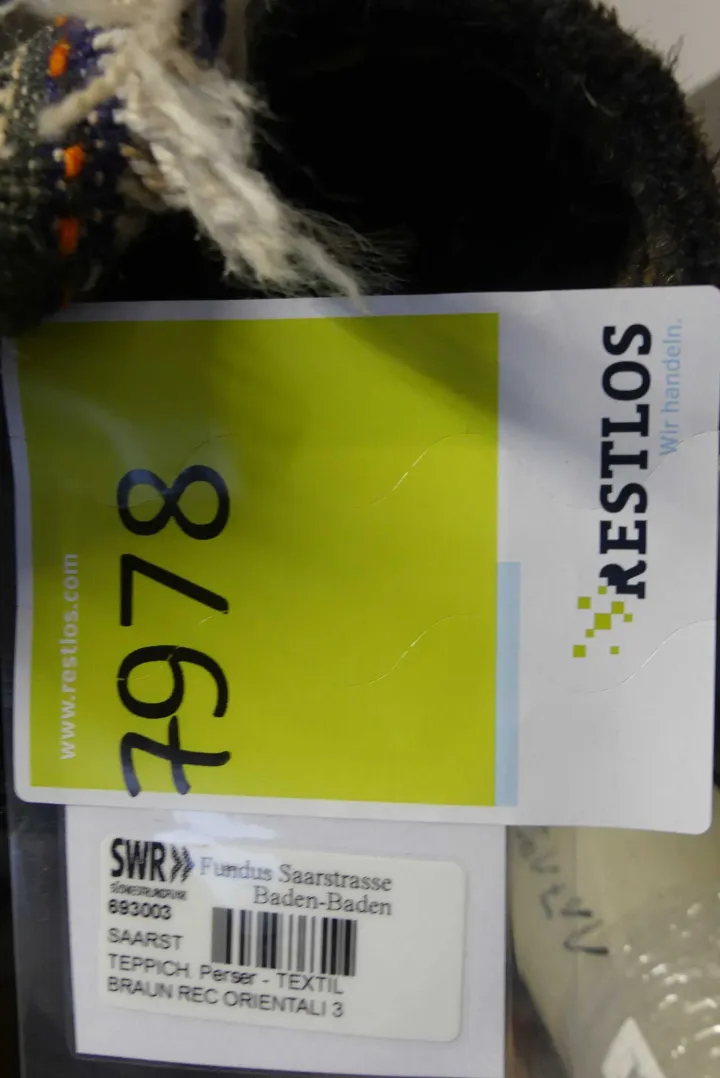 RESTLOS
Wir handeln.
7978
www.restlos.com
SWR» Fundus Saarstrasse
SÜDWESTRUNDFUNK Baden-Baden
693003
SAARST
TEPPICH. Perser - TEXTIL
BRAUN REC ORIENTALI 3